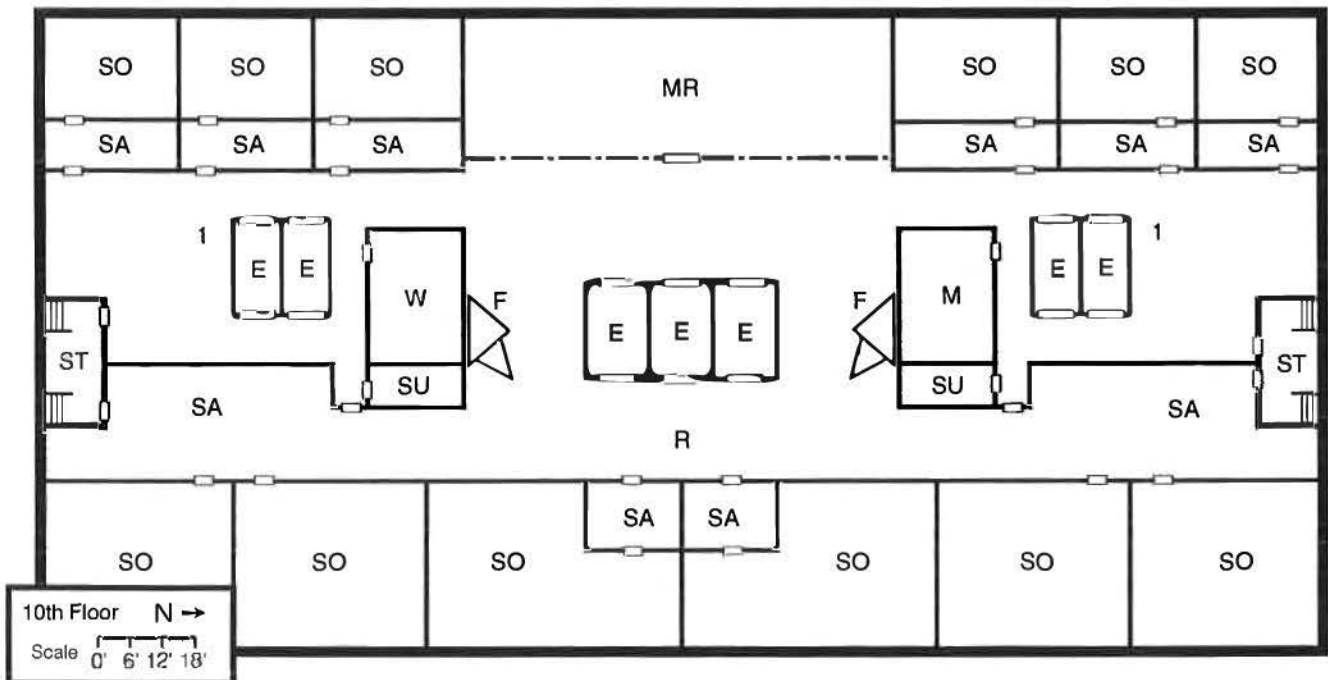 SO SO SO MR SO SO SO
SA SA SA SA SA SA
1 E E W F E E E F M E E 1
ST SU SU ST
SA R SA
SA SA
SO SO SO SO SO SO
10th Floor N →
Scale 0' 6' 12' 18'